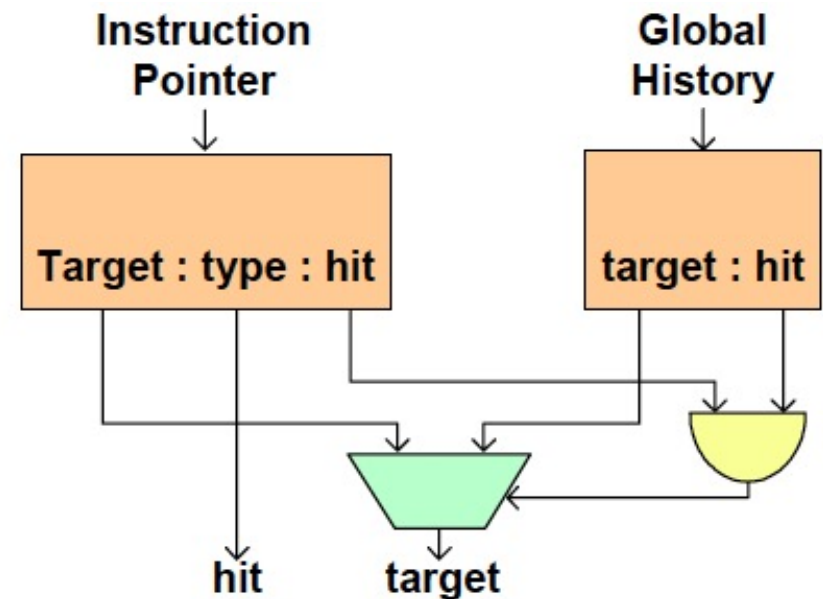 Instruction
Pointer
Global
History
Target : type : hit
target : hit
hit
target